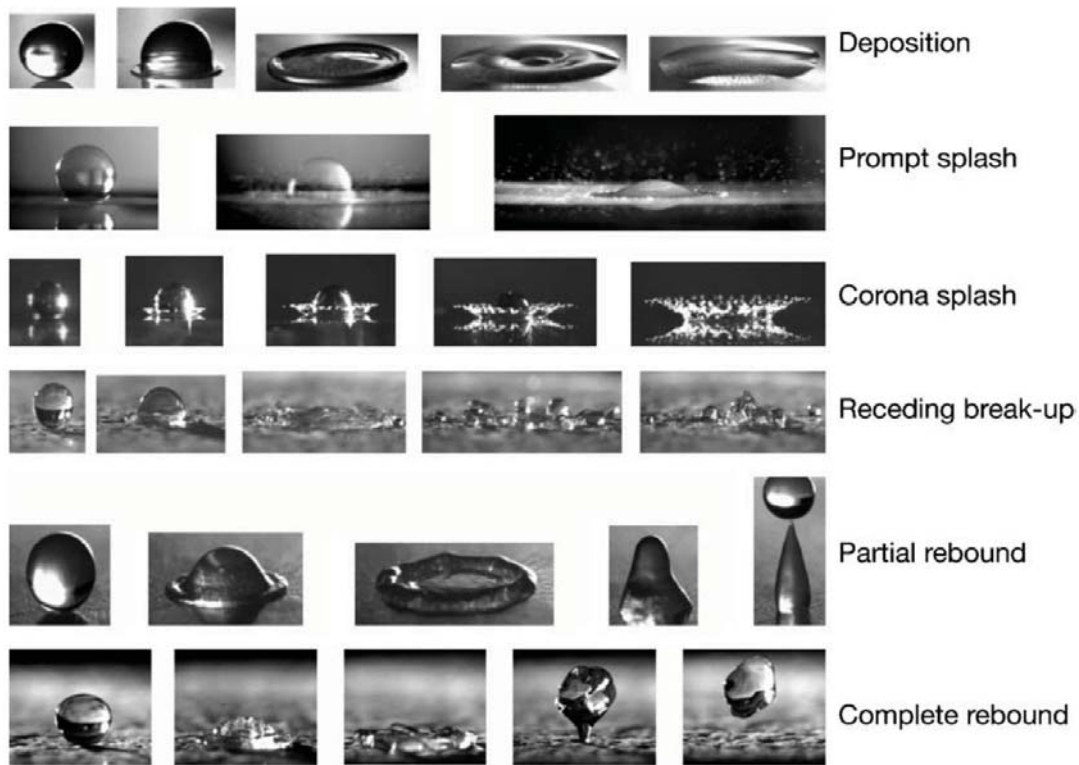 Deposition
Prompt splash
Corona splash
Receding break-up
Partial rebound
Complete rebound